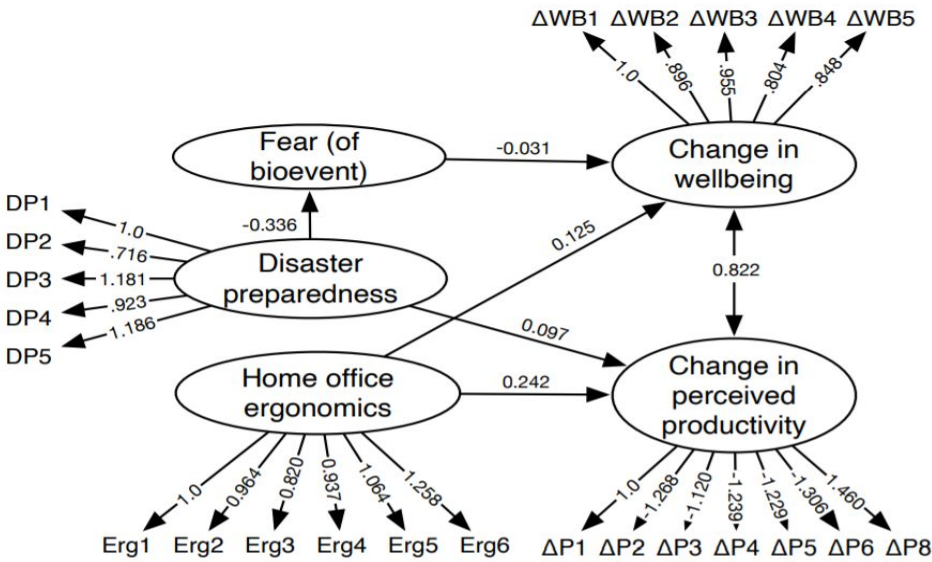 ΔWB1 ΔWB2 ΔWB3 ΔWB4 ΔWB5
1.0 .896 .955 .804 .848
Fear (of
bioevent)
-0.031
Change in
wellbeing
DP1
DP2
DP3
DP4
DP5
1.0
.716
1.181
.923
1.186
-0.336
Disaster
preparedness
0.125
0.822
0.097
Home office
ergonomics
0.242
Change in
perceived
productivity
1.0 0.964 0.820 0.937 1.064 1.258
Erg1 Erg2 Erg3 Erg4 Erg5 Erg6
1.0 -1.268 -1.120 -1.239 -1.229 -1.306 1.460
ΔP1 ΔP2 ΔP3 ΔP4 ΔP5 ΔP6 ΔP8